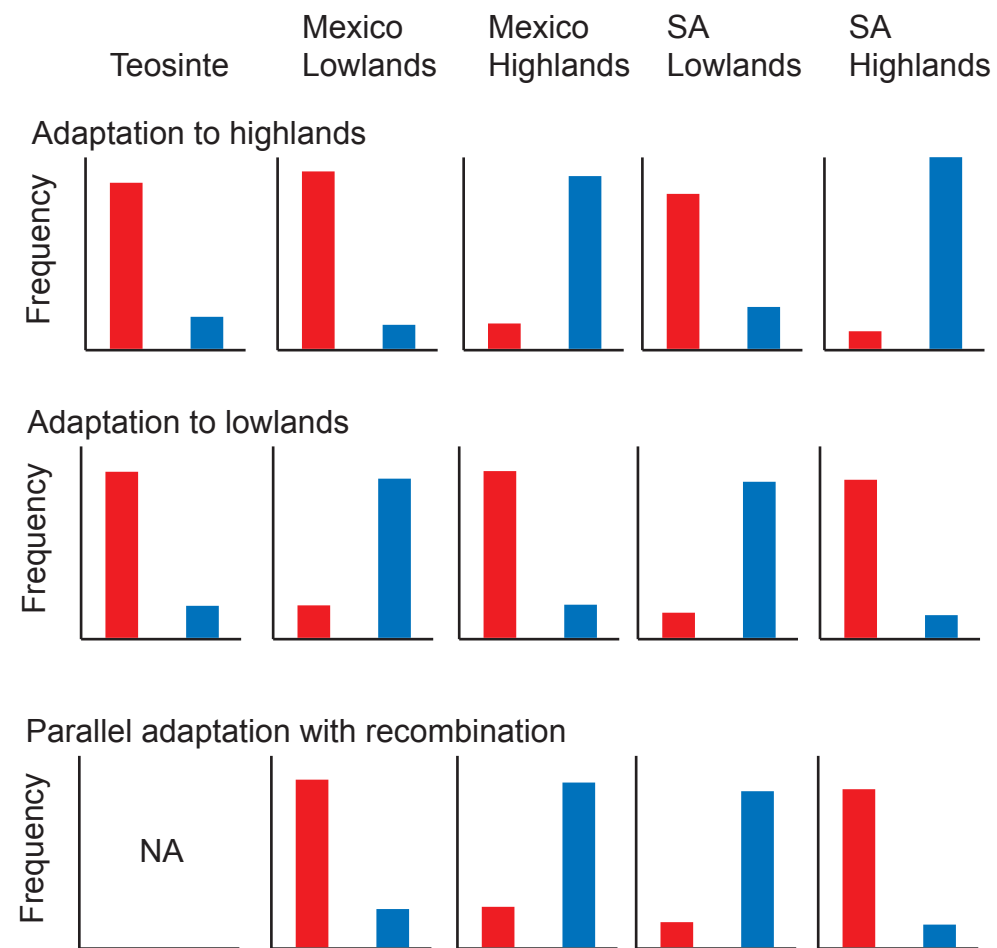 Teosinte
Mexico
Lowlands
Mexico
Highlands
SA
Lowlands
SA
Highlands
Adaptation to highlands
Frequency
Adaptation to lowlands
Frequency
Parallel adaptation with recombination
Frequency
NA